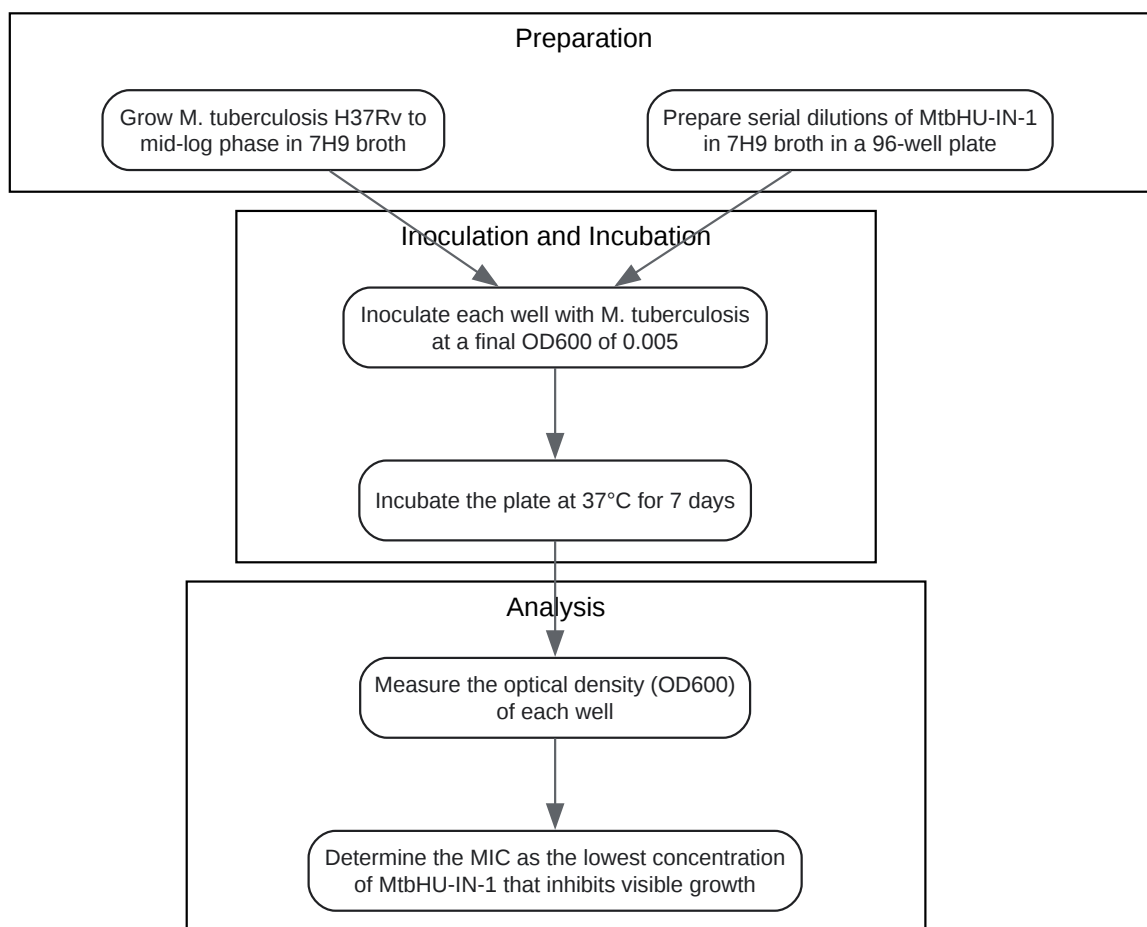 Preparation
Grow M. tuberculosis H37Rv to
mid-log phase in 7H9 broth
Prepare serial dilutions of MtbHU-IN-1
in 7H9 broth in a 96-well plate
Inoculation and Incubation
Inoculate each well with M. tuberculosis
at a final OD600 of 0.005
Incubate the plate at 37°C for 7 days
Analysis
Measure the optical density (OD600)
of each well
Determine the MIC as the lowest concentration
of MtbHU-IN-1 that inhibits visible growth